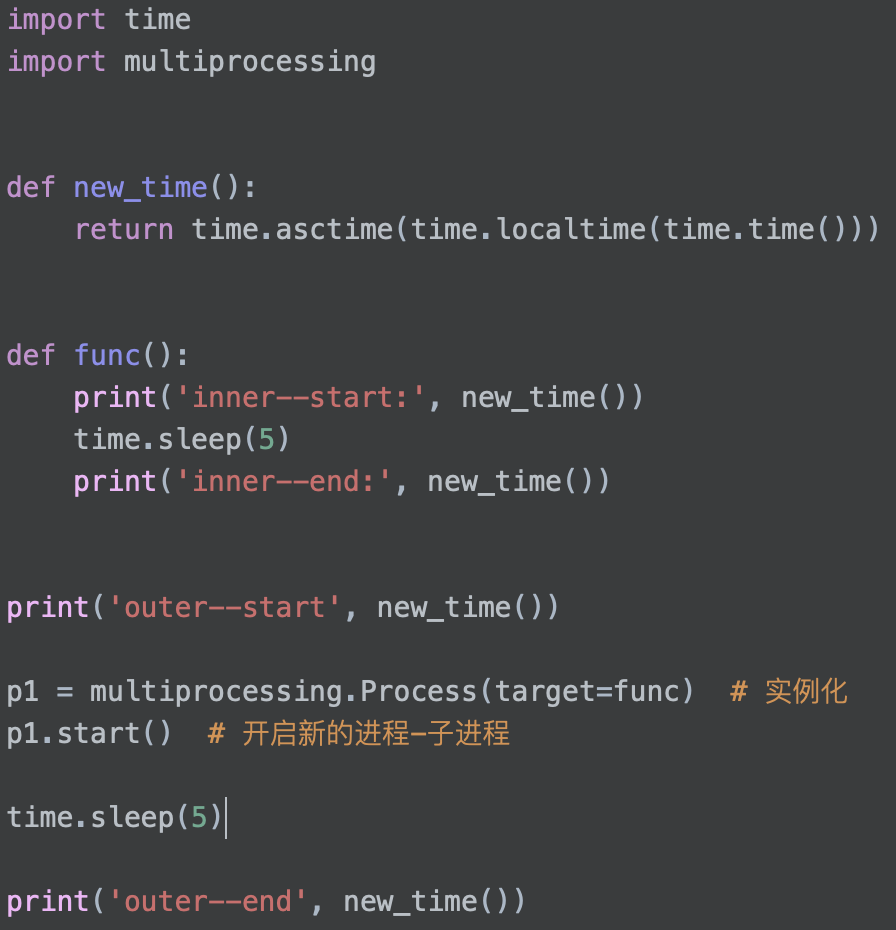 import time
import multiprocessing
def new_time():
    return time.asctime(time.localtime(time.time()))
def func():
    print('inner--start:', new_time())
    time.sleep(5)
    print('inner--end:', new_time())
print('outer--start', new_time())
p1 = multiprocessing.Process(target=func)  # 实例化
p1.start()  # 开启新的进程-子进程
time.sleep(5)
print('outer--end', new_time())